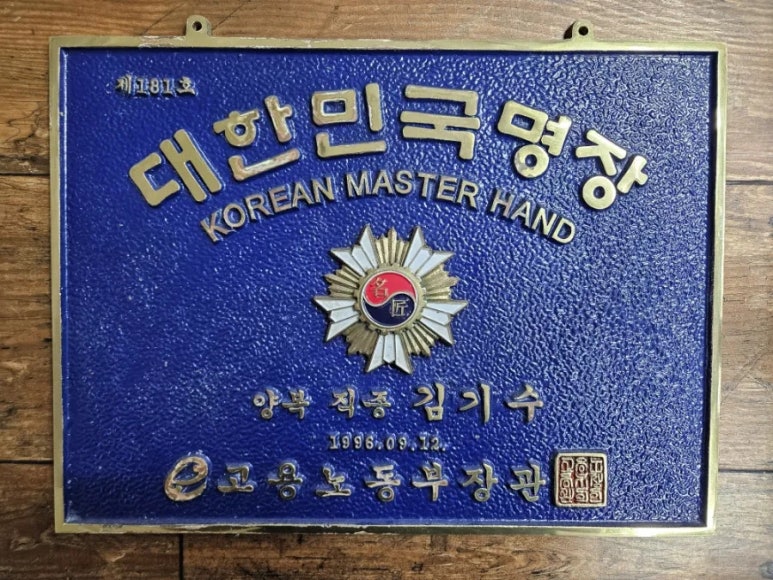 제181호
대한민국명장
KOREAN MASTER HAND
名匠
양복 직종 김기수
1996.09.12.
고용노동부장관